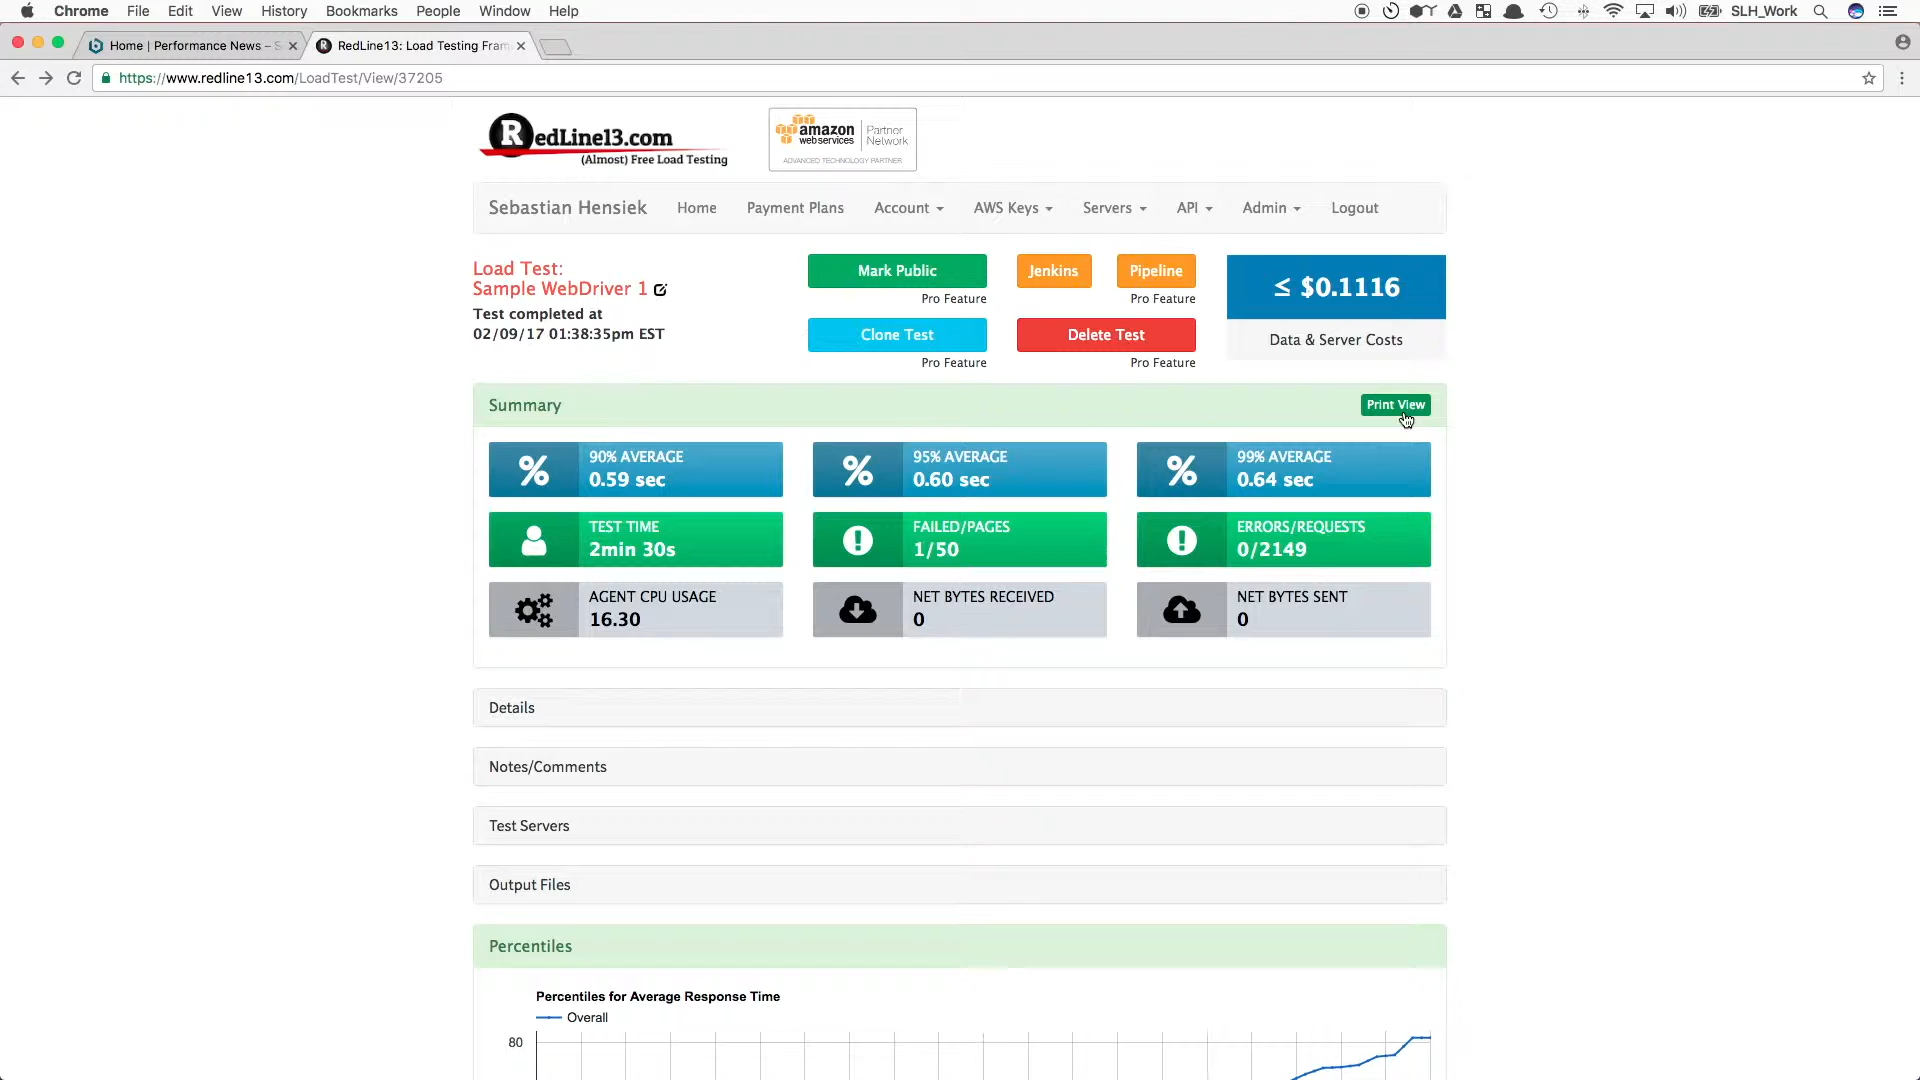 Chrome File Edit View History Bookmarks People Window Help SLH_Work
Home | Performance News – S
RedLine13: Load Testing Fram
https://www.redline13.com/LoadTest/View/37205
RedLine13.com
(Almost) Free Load Testing
amazon
webservices
Partner
Network
ADVANCED TECHNOLOGY PARTNER
Sebastian Hensiek Home Payment Plans Account AWS Keys Servers API Admin Logout
Load Test:
Sample WebDriver 1
Test completed at
02/09/17 01:38:35pm EST
Mark Public
Pro Feature
Jenkins
Pipeline
Pro Feature
Clone Test
Pro Feature
Delete Test
Pro Feature
≤ $0.1116
Data & Server Costs
Summary
Print View
90% AVERAGE
0.59 sec
95% AVERAGE
0.60 sec
99% AVERAGE
0.64 sec
TEST TIME
2min 30s
FAILED/PAGES
1/50
ERRORS/REQUESTS
0/2149
AGENT CPU USAGE
16.30
NET BYTES RECEIVED
0
NET BYTES SENT
0
Details
Notes/Comments
Test Servers
Output Files
Percentiles
Percentiles for Average Response Time
Overall
80